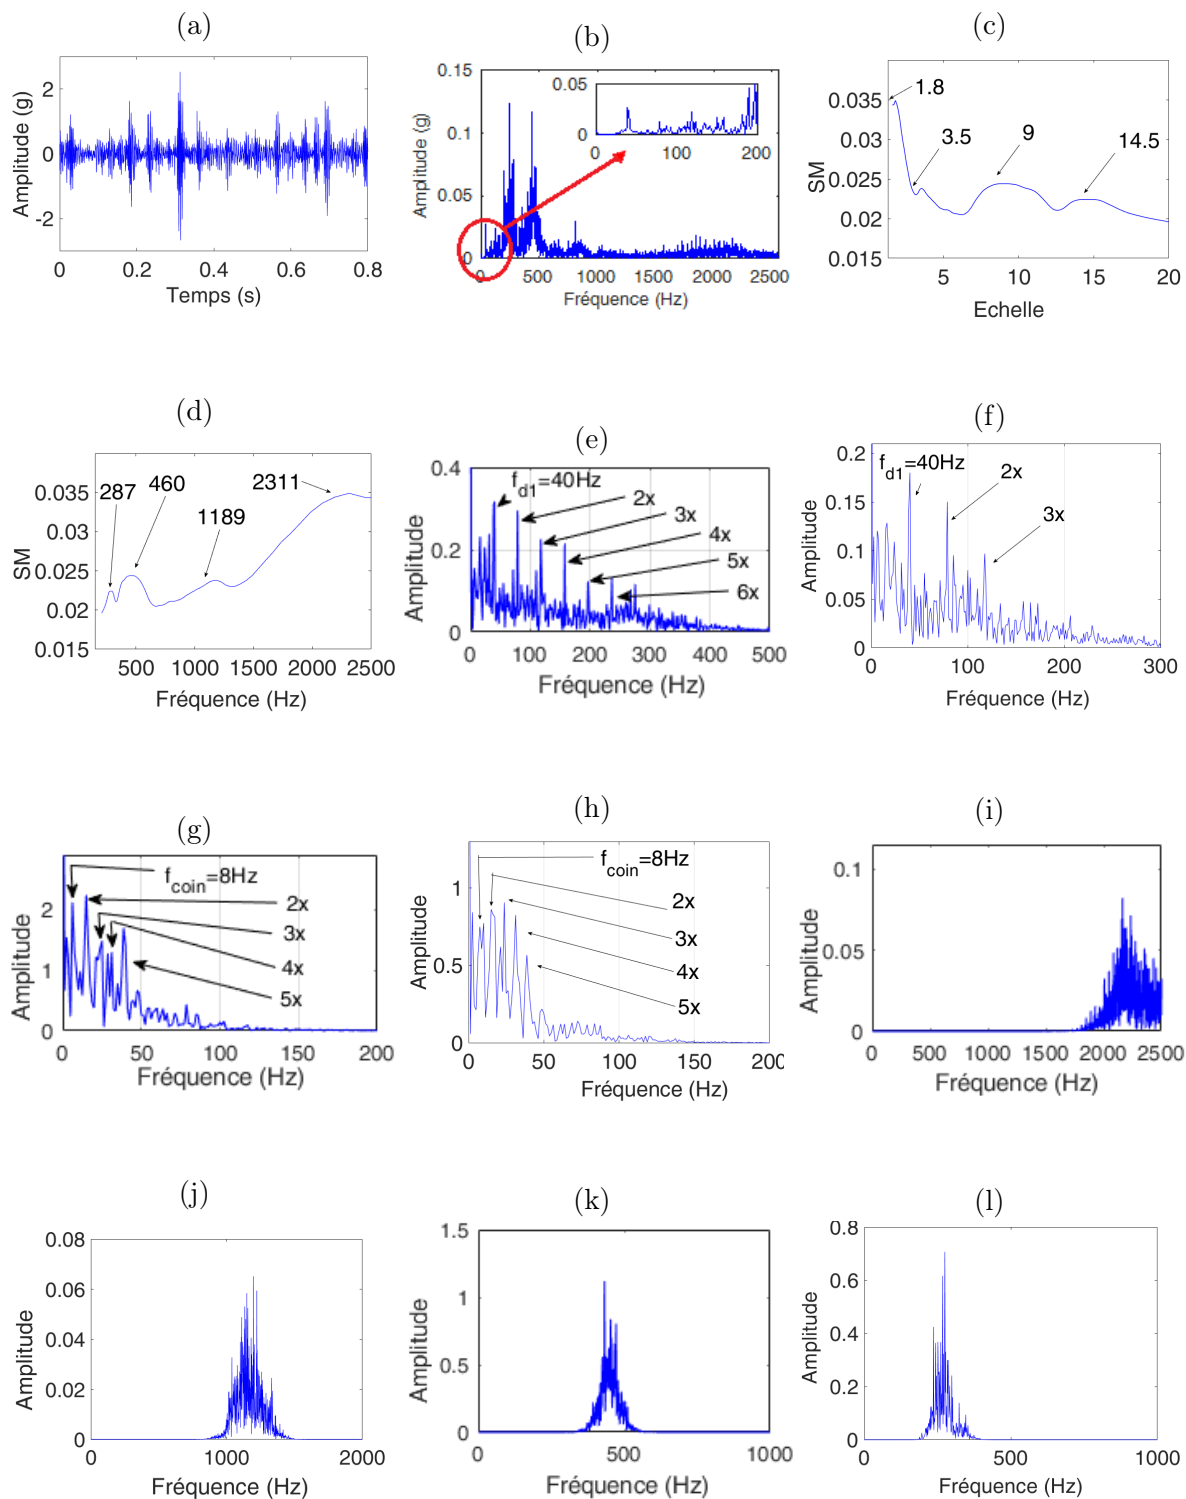 (a)
2
0
-2
Amplitude (g)
0
0.2
0.4
0.6
0.8
Temps (s)
(b)
0.15
0.1
0.05
0
Amplitude (g)
0.05
0
0
100
200
0
500
1000
1500
2000
2500
Fréquence (Hz)
(c)
0.035
0.03
0.025
0.02
0.015
SM
1.8
3.5
9
14.5
5
10
15
20
Echelle
(d)
0.035
0.03
0.025
0.02
0.015
SM
287
460
1189
2311
500
1000
1500
2000
2500
Fréquence (Hz)
(e)
0.4
0.2
0
Amplitude
fd1=40Hz
2x
3x
4x
5x
6x
0
100
200
300
400
500
Fréquence (Hz)
(f)
0.2
0.15
0.1
0.05
0
Amplitude
fd1=40Hz
2x
3x
0
100
200
300
Fréquence (Hz)
(g)
2
1
0
Amplitude
fcoin=8Hz
2x
3x
4x
5x
0
50
100
150
200
Fréquence (Hz)
(h)
1
0.5
0
Amplitude
fcoin=8Hz
2x
3x
4x
5x
0
50
100
150
200
Fréquence (Hz)
(i)
0.1
0.05
0
Amplitude
0
500
1000
1500
2000
2500
Fréquence (Hz)
(j)
0.08
0.06
0.04
0.02
0
Amplitude
0
1000
2000
Fréquence (Hz)
(k)
1.5
1
0.5
0
Amplitude
0
500
1000
Fréquence (Hz)
(l)
0.8
0.6
0.4
0.2
0
Amplitude
0
500
1000
Fréquence (Hz)